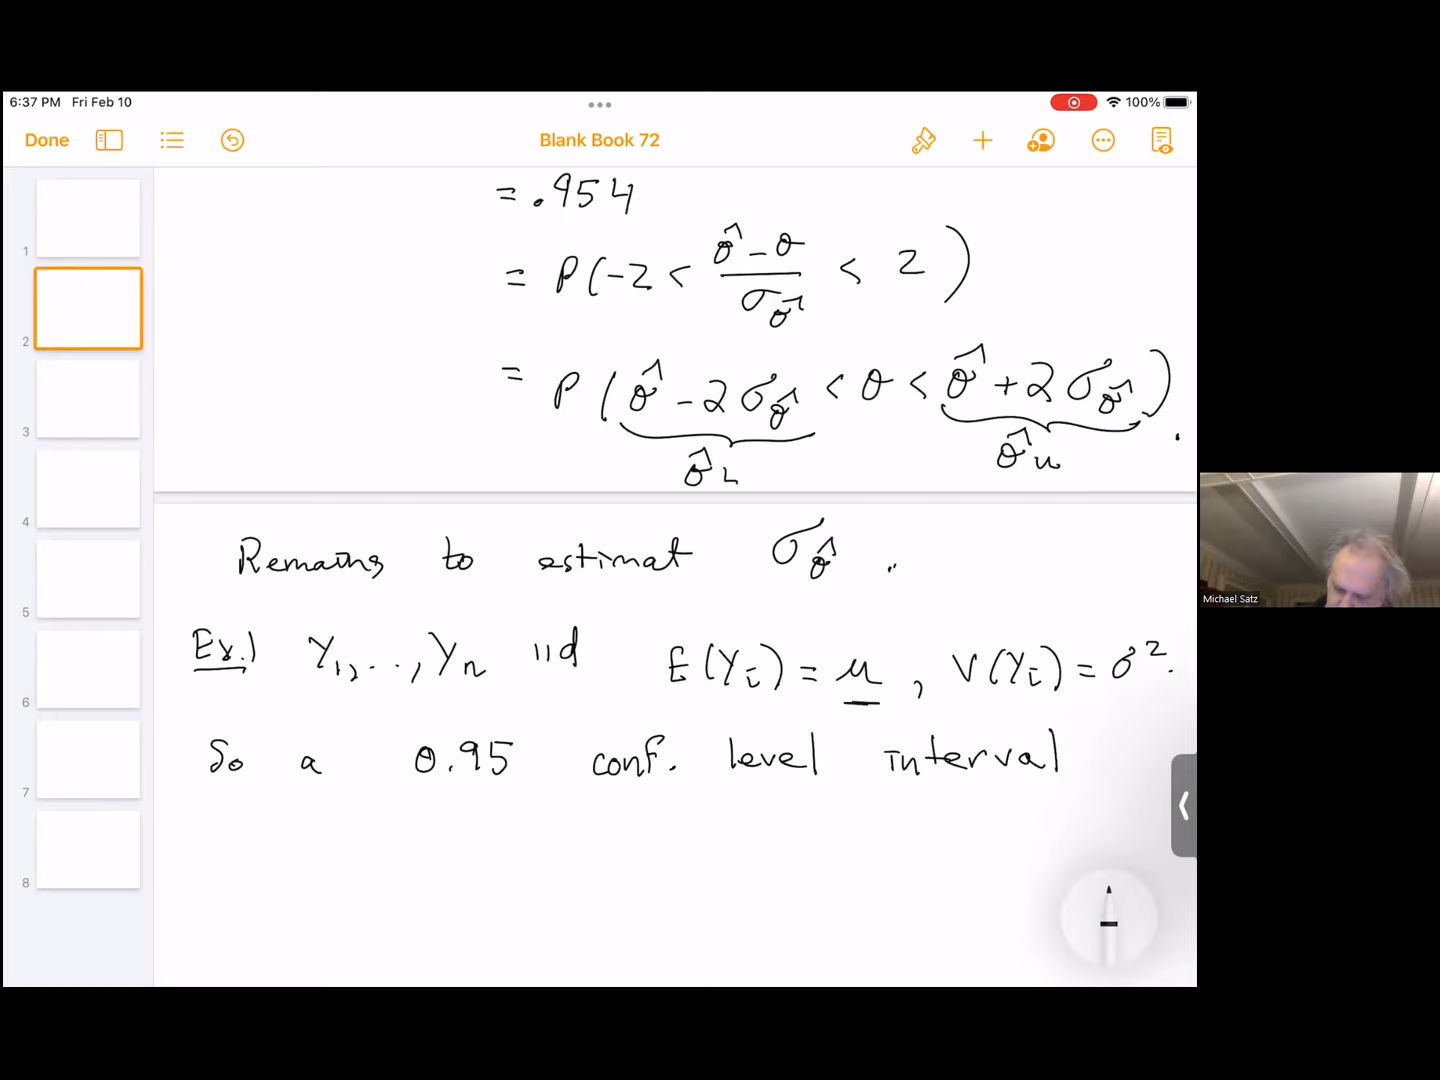 6:37 PM Fri Feb 10
100%
Done
Blank Book 72
= .954
= P(-2 < (θ̂ - θ)/σ_θ̂ < 2)
= P(θ̂ - 2σ_θ̂ < θ < θ̂ + 2σ_θ̂).
θ̂_L θ̂_u
Remains to estimat σ_θ̂.
Ex.) Y₁, ..., Yₙ iid E(Yᵢ) = μ, V(Yᵢ) = σ².
So a 0.95 conf. level interval
1
2
3
4
5
6
7
8
Michael Satz